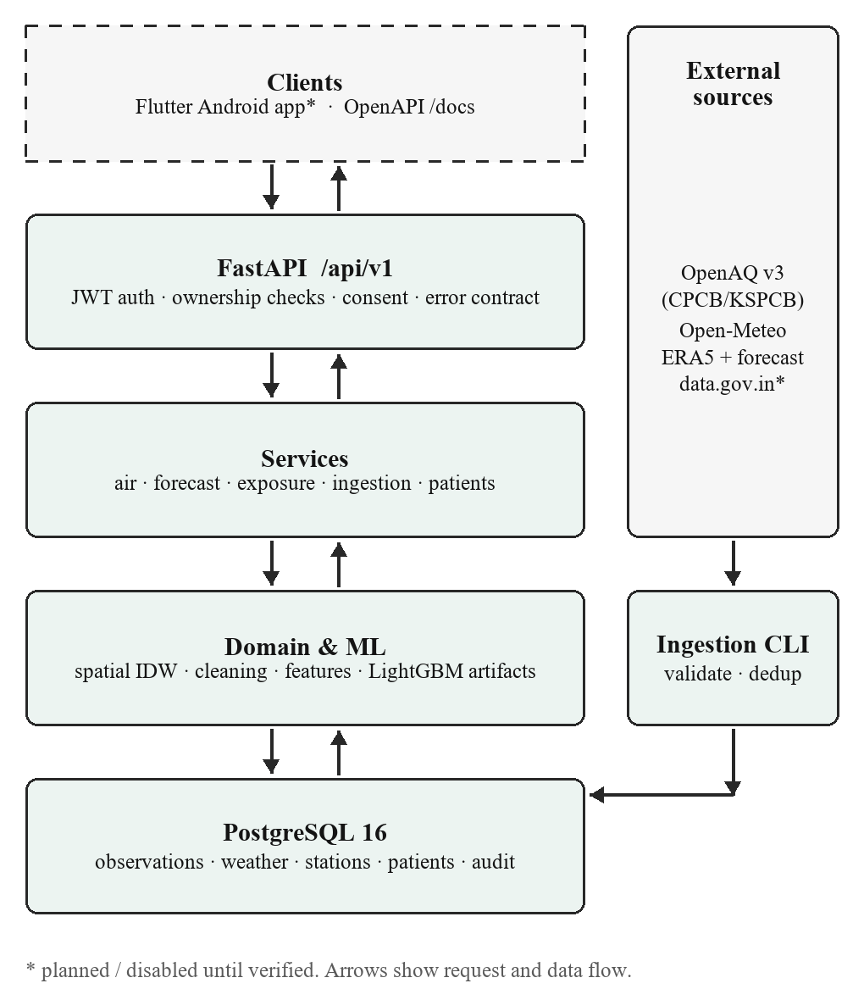 Clients
Flutter Android app* · OpenAPI /docs
FastAPI /api/v1
JWT auth · ownership checks · consent · error contract
Services
air · forecast · exposure · ingestion · patients
Domain & ML
spatial IDW · cleaning · features · LightGBM artifacts
PostgreSQL 16
observations · weather · stations · patients · audit
External
sources
OpenAQ v3
(CPCB/KSPCB)
Open-Meteo
ERA5 + forecast
data.gov.in*
Ingestion CLI
validate · dedup
* planned / disabled until verified. Arrows show request and data flow.